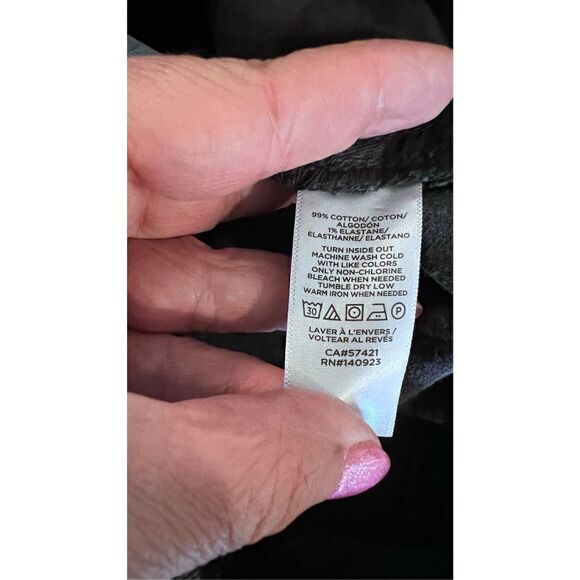 99% COTTON/ COTON/
ALGODÓN
1% ELASTANE/
ELASTHANNE/ ELASTANO
TURN INSIDE OUT
MACHINE WASH COLD
WITH LIKE COLORS
ONLY NON-CHLORINE
BLEACH WHEN NEEDED
TUMBLE DRY LOW
WARM IRON WHEN NEEDED
30 P
LAVER À L'ENVERS /
VOLTEAR AL REVÉS
CA#57421
RN#140923